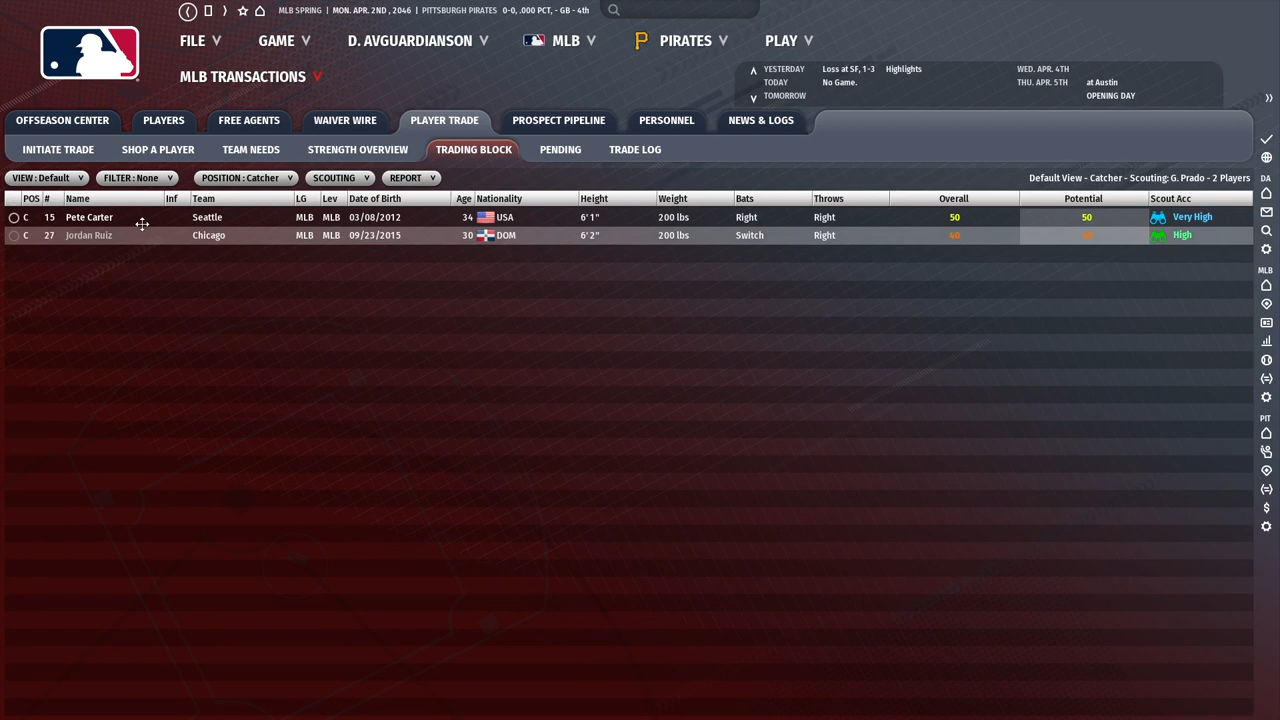 MLB SPRING | MON. APR. 2ND , 2046 | PITTSBURGH PIRATES 0-0, .000 PCT, - GB - 4th
FILE GAME D. AVGUARDIANSON MLB PIRATES PLAY
MLB TRANSACTIONS
YESTERDAY Loss at SF, 1-3 Highlights WED. APR. 4TH
TODAY No Game. THU. APR. 5TH at Austin
TOMORROW OPENING DAY
OFFSEASON CENTER PLAYERS FREE AGENTS WAIVER WIRE PLAYER TRADE PROSPECT PIPELINE PERSONNEL NEWS & LOGS
INITIATE TRADE SHOP A PLAYER TEAM NEEDS STRENGTH OVERVIEW TRADING BLOCK PENDING TRADE LOG
VIEW : Default FILTER : None POSITION : Catcher SCOUTING REPORT Default View - Catcher - Scouting: G. Prado - 2 Players
POS # Name Inf Team LG Lev Date of Birth Age Nationality Height Weight Bats Throws Overall Potential Scout Acc
C 15 Pete Carter Seattle MLB MLB 03/08/2012 34 USA 6' 1" 200 lbs Right Right 50 50 Very High
C 27 Jordan Ruiz Chicago MLB MLB 09/23/2015 30 DOM 6' 2" 200 lbs Switch Right 40 40 High
DA
MLB
PIT